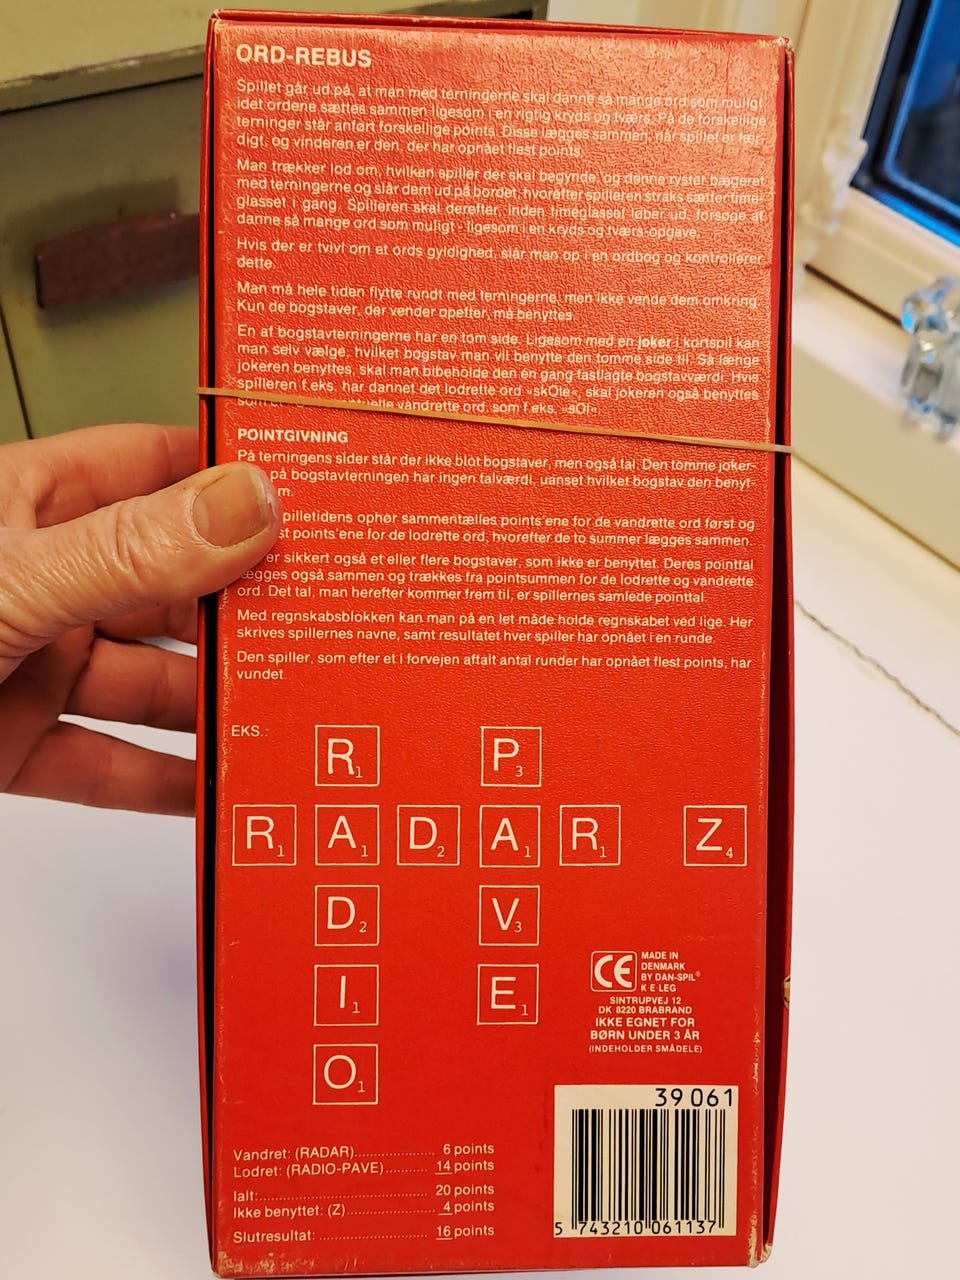 ORD-REBUS
Spillet går ud på, at man med terningerne skal danne så mange ord som muligt
idet ordene sættes sammen ligesom i en rigtig kryds og tværs. På de forskellige
terninger står anført forskellige points. Disse lægges sammen, når spillet er fær-
digt, og vinderen er den, der har opnået flest points.
Man trækker lod om, hvilken spiller der skal begynde, og denne ryster bægeret
med terningerne og slår dem ud på bordet, hvorefter spilleren straks sætter time-
glasset i gang. Spilleren skal derefter, inden timeglasset løber ud, forsøge at
danne så mange ord som muligt - ligesom i en kryds og tværs-opgave.
Hvis der er tvivl om et ords gyldighed, slår man op i en ordbog og kontrollerer
dette.
Man må hele tiden flytte rundt med terningerne, men ikke vende dem omkring.
Kun de bogstaver, der vender opefter, må benyttes.
En af bogstavterningerne har en tom side. Ligesom med en joker i kortspil kan
man selv vælge, hvilket bogstav man vil benytte den tomme side til. Så længe
jokeren benyttes, skal man bibeholde den én gang fastlagte bogstavværdi. Hvis
spilleren f.eks. har dannet det lodrette ord »skOle«, skal jokeren også benyttes
som et vandrette ord, som f.eks. »sOl«.
POINTGIVNING
På terningens sider står der ikke blot bogstaver, men også tal. Den tomme joker-
på bogstavterningen har ingen talværdi, uanset hvilket bogstav den benyt-
pilletidens ophør sammentælles points'ene for de vandrette ord først og
points'ene for de lodrette ord, hvorefter de to summer lægges sammen.
er sikkert også et eller flere bogstaver, som ikke er benyttet. Deres pointtal
lægges også sammen og trækkes fra pointsummen for de lodrette og vandrette
ord. Det tal, man herefter kommer frem til, er spillernes samlede pointtal.
Med regnskabsblokken kan man på en let måde holde regnskabet ved lige. Her
skrives spillernes navne, samt resultatet hver spiller har opnået i en runde.
Den spiller, som efter et i forvejen aftalt antal runder har opnået flest points, har
vundet.
EKS.:
R1 P3
R1 A1 D2 A1 R1 Z4
D2 V3
I1 E1
O1
CE
MADE IN
DENMARK
BY DAN-SPIL®
K E LEG
SINTRUPVEJ 12
DK 8220 BRABRAND
IKKE EGNET FOR
BØRN UNDER 3 ÅR
(INDEHOLDER SMÅDELE)
Vandret: (RADAR)..................... 6 points
Lodret: (RADIO-PAVE)........... 14 points
Ialt:............................................ 20 points
Ikke benyttet: (Z)...................... 4 points
Slutresultat: ........................... 16 points
39 061
5 743210 061137